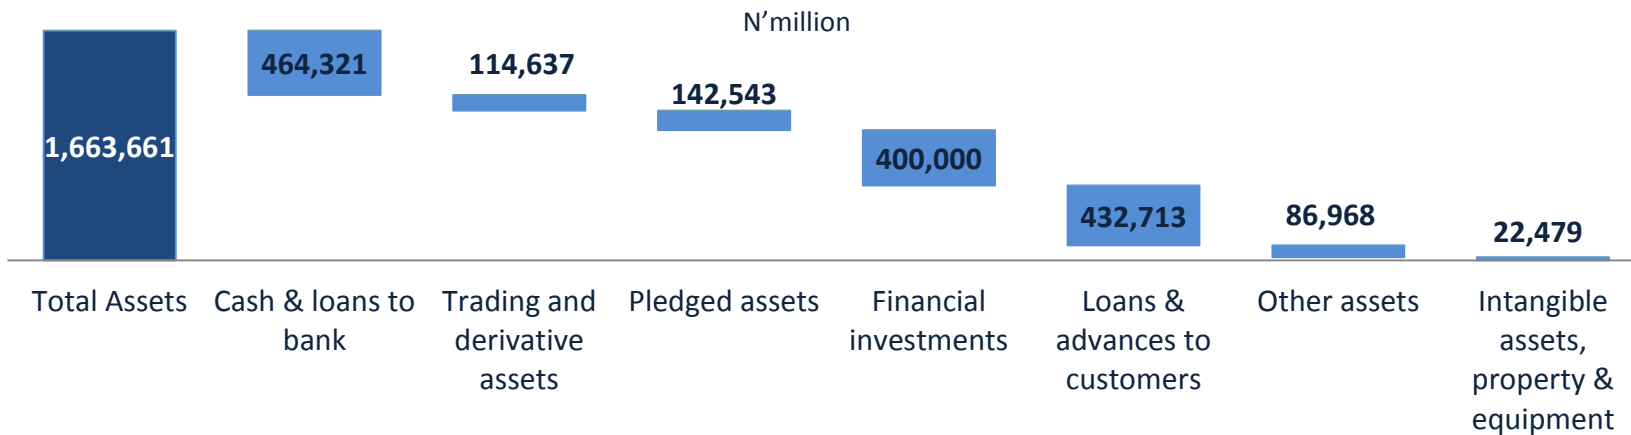 N’million
1,663,661
464,321
114,637
142,543
400,000
432,713
86,968
22,479
Total Assets
Cash & loans to
bank
Trading and
derivative
assets
Pledged assets
Financial
investments
Loans &
advances to
customers
Other assets
Intangible
assets,
property &
equipment